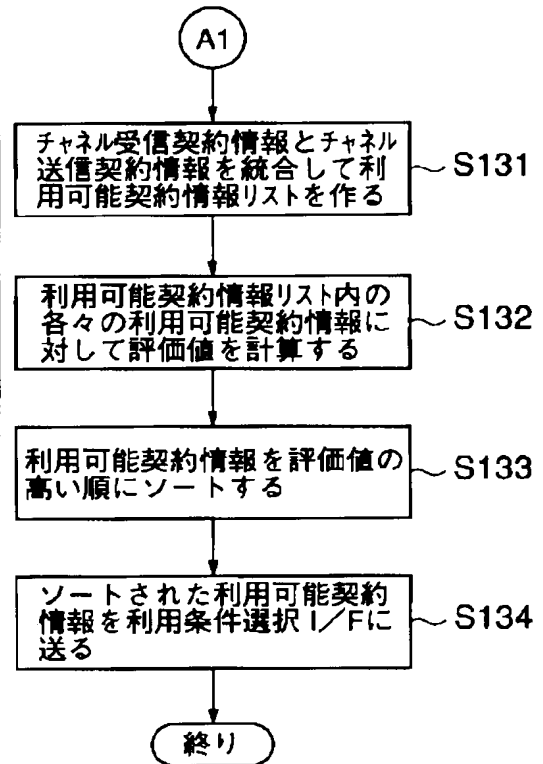 A1
チャネル受信契約情報とチャネル
送信契約情報を統合して利
用可能契約情報リストを作る
S131
利用可能契約情報リスト内の
各々の利用可能契約情報に
対して評価値を計算する
S132
利用可能契約情報を評価値の
高い順にソートする
S133
ソートされた利用可能契約
情報を利用条件選択I/Fに
送る
S134
終り